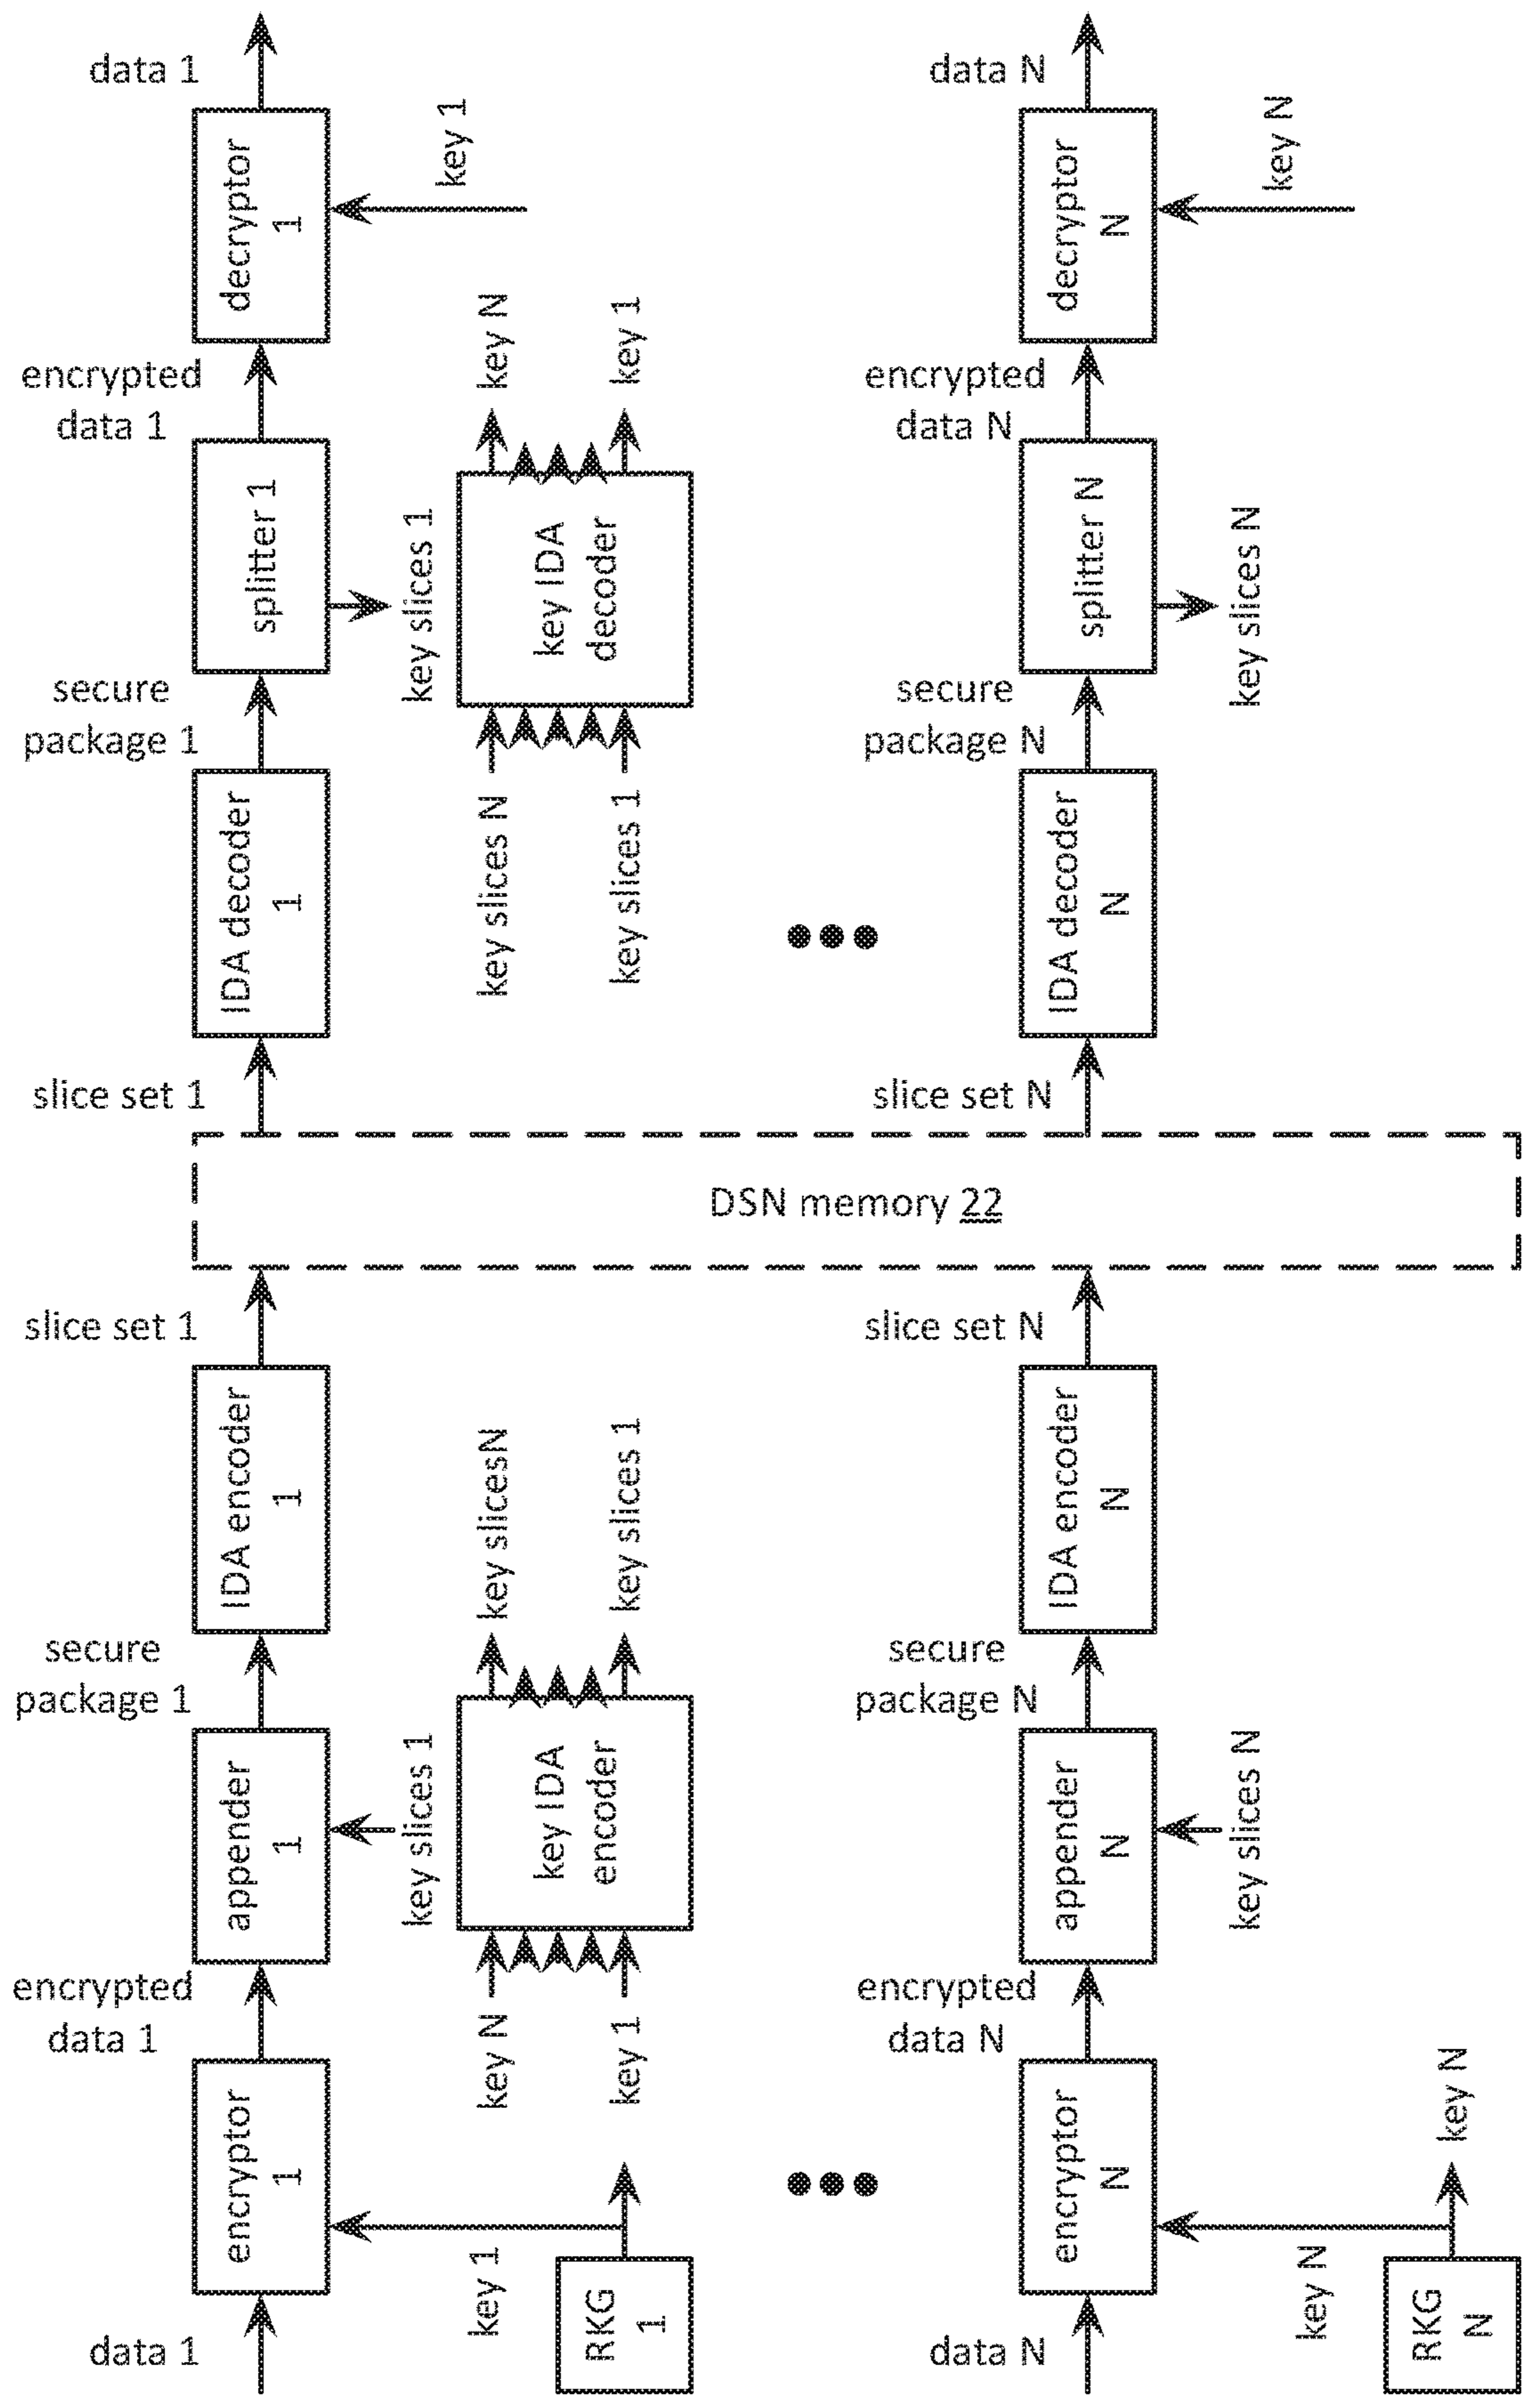 data 1
data N
key 1
key N
decryptor
1
decryptor
N
key N
key 1
encrypted
data 1
encrypted
data N
splitter 1
key slices 1
key IDA
decoder
splitter N
key slices N
secure
package 1
secure
package N
IDA decoder
1
key slices N
key slices 1
IDA decoder
N
slice set 1
slice set N
DSN memory 22
slice set 1
slice set N
IDA encoder
1
key slicesN
key slices 1
IDA encoder
N
secure
package 1
secure
package N
appender
1
key slices 1
key IDA
encoder
appender
N
key slices N
encrypted
data 1
encrypted
data N
key N
key 1
key N
encryptor
1
encryptor
N
key 1
key N
RKG
1
RKG
N
data 1
data N